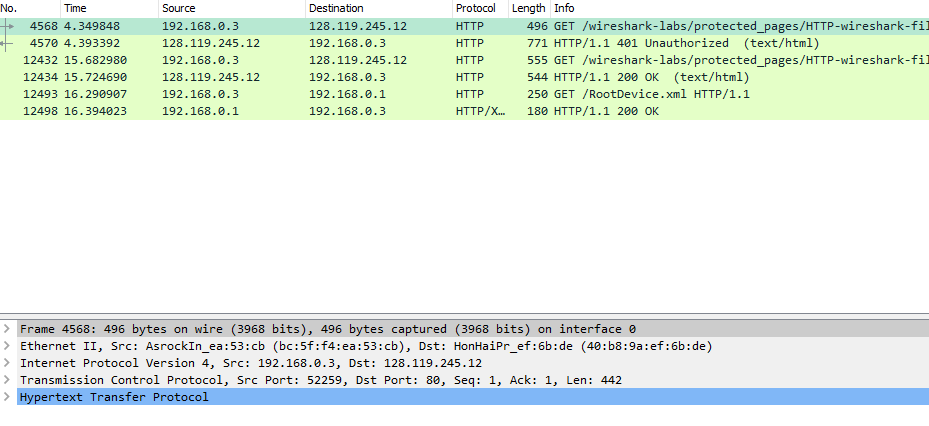 No. Time Source Destination Protocol Length Info
4568 4.349848 192.168.0.3 128.119.245.12 HTTP 496 GET /wireshark-labs/protected_pages/HTTP-wireshark-fil
4570 4.393392 128.119.245.12 192.168.0.3 HTTP 771 HTTP/1.1 401 Unauthorized (text/html)
12432 15.682980 192.168.0.3 128.119.245.12 HTTP 555 GET /wireshark-labs/protected_pages/HTTP-wireshark-fil
12434 15.724690 128.119.245.12 192.168.0.3 HTTP 544 HTTP/1.1 200 OK (text/html)
12493 16.290907 192.168.0.3 192.168.0.1 HTTP 250 GET /RootDevice.xml HTTP/1.1
12498 16.394023 192.168.0.1 192.168.0.3 HTTP/X… 180 HTTP/1.1 200 OK
Frame 4568: 496 bytes on wire (3968 bits), 496 bytes captured (3968 bits) on interface 0
Ethernet II, Src: AsrockIn_ea:53:cb (bc:5f:f4:ea:53:cb), Dst: HonHaiPr_ef:6b:de (40:b8:9a:ef:6b:de)
Internet Protocol Version 4, Src: 192.168.0.3, Dst: 128.119.245.12
Transmission Control Protocol, Src Port: 52259, Dst Port: 80, Seq: 1, Ack: 1, Len: 442
Hypertext Transfer Protocol